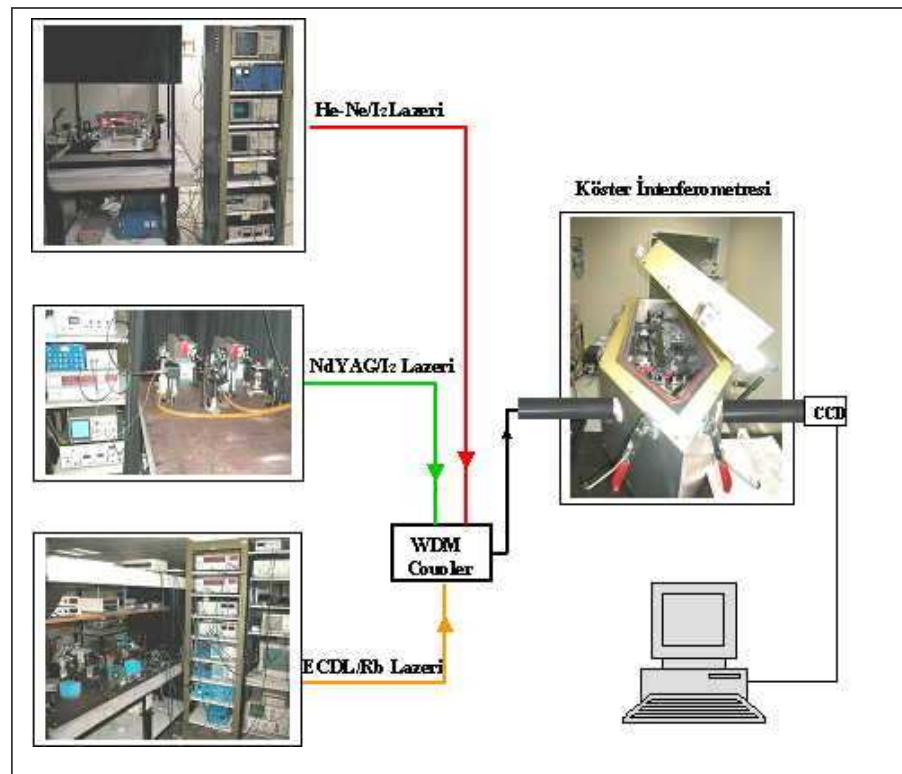 He-Ne/I₂ Lazeri
Köster İnterferometresi
NdYAG/I₂ Lazeri
CCD
WDM
Coupler
ECDL/Rb Lazeri